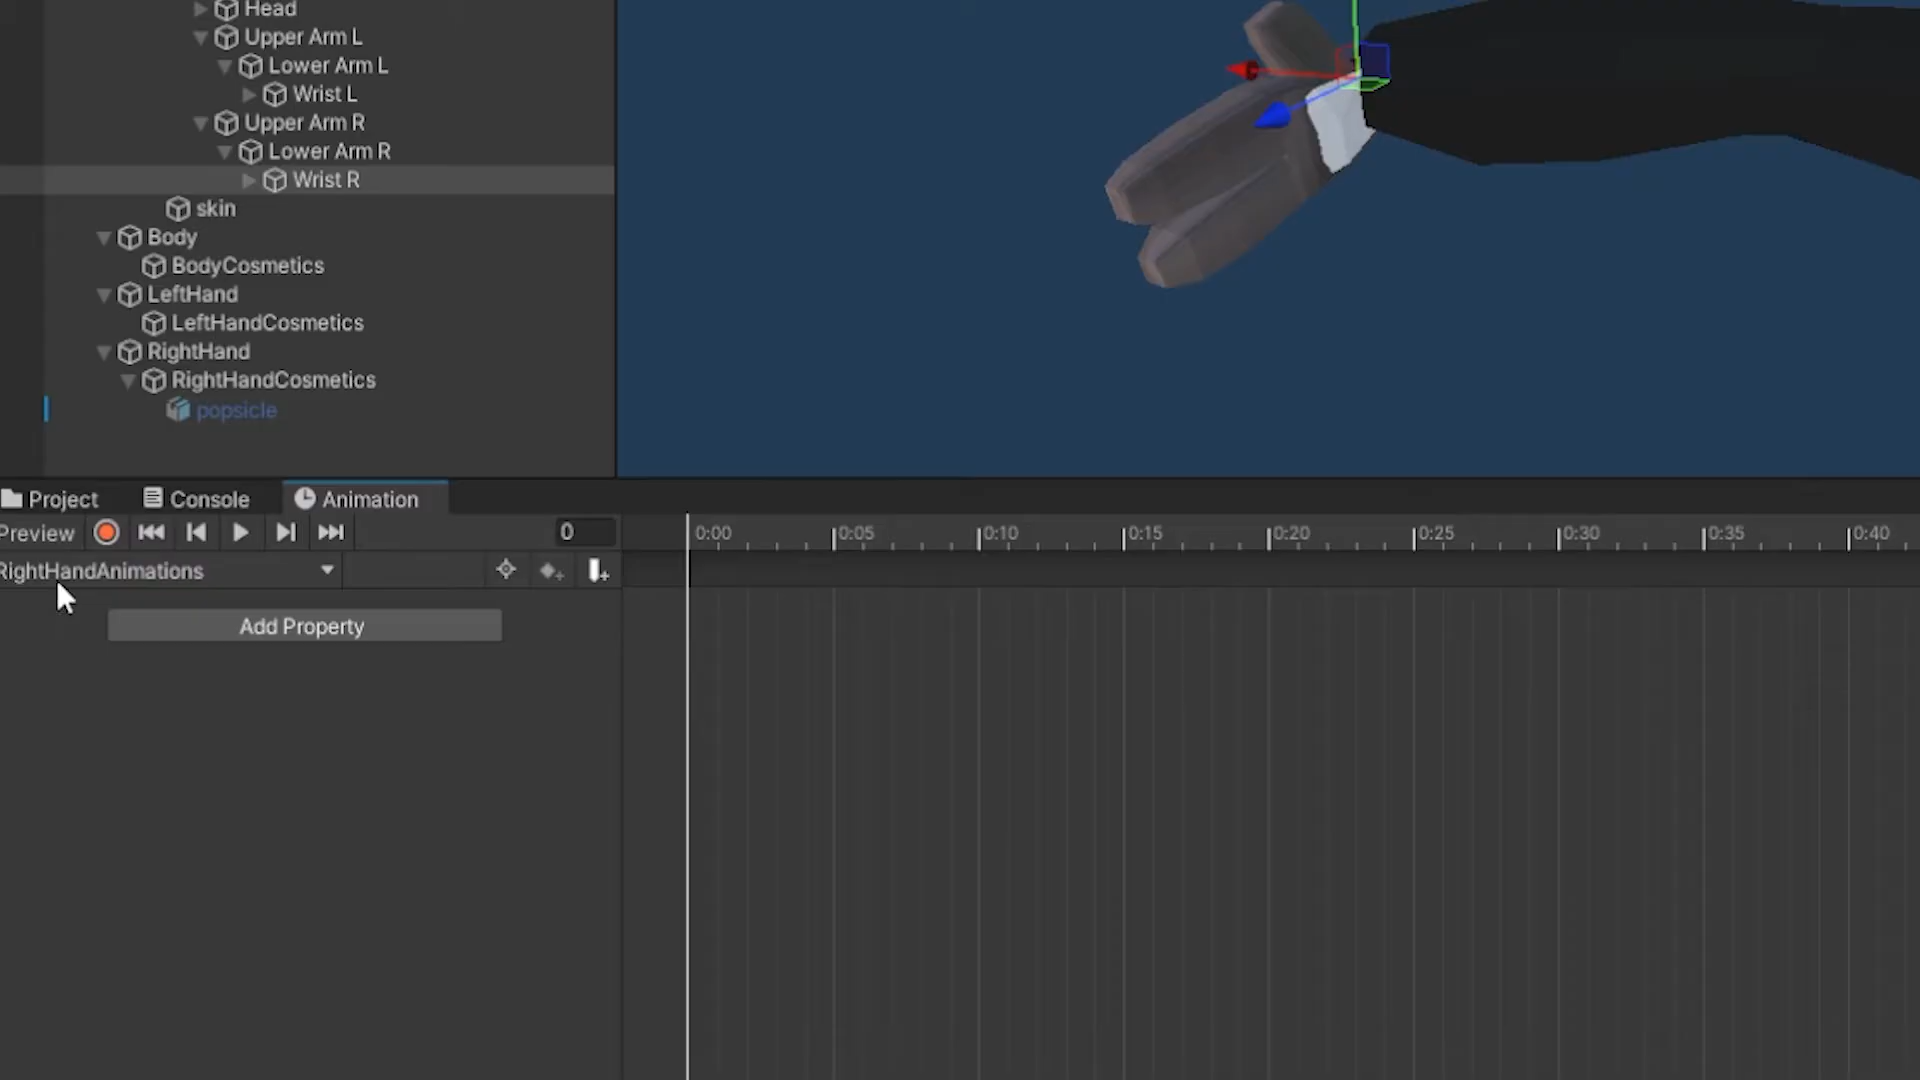 Head
Upper Arm L
Lower Arm L
Wrist L
Upper Arm R
Lower Arm R
Wrist R
skin
Body
BodyCosmetics
LeftHand
LeftHandCosmetics
RightHand
RightHandCosmetics
popsicle
Project Console Animation
Preview 0 0:00 0:05 0:10 0:15 0:20 0:25 0:30 0:35 0:40
RightHandAnimations
Add Property